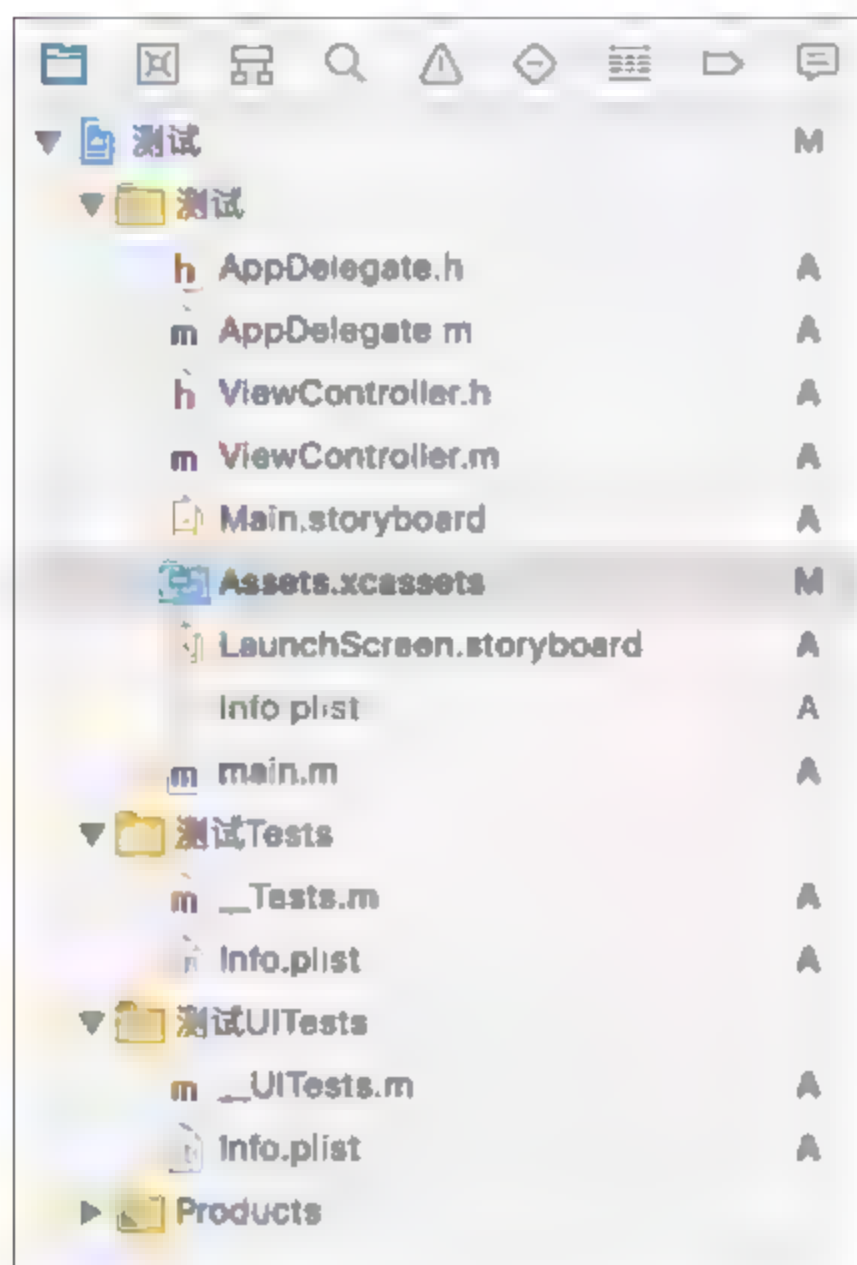 测试 M
测试
h AppDelegate.h A
m AppDelegate.m A
h ViewController.h A
m ViewController.m A
Main.storyboard A
Assets.xcassets M
LaunchScreen.storyboard A
Info.plist A
m main.m A
测试Tests
m __Tests.m A
Info.plist A
测试UITests
m __UITests.m A
Info.plist A
Products